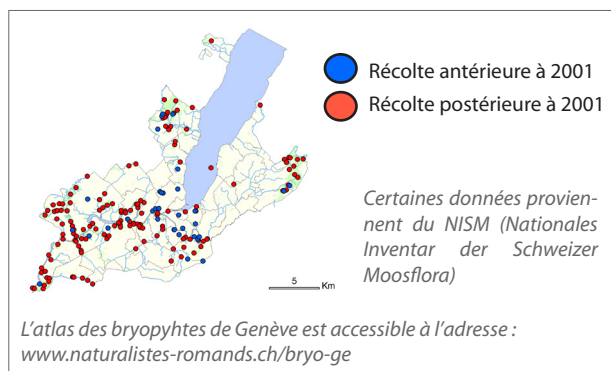 Récolte antérieure à 2001
Récolte postérieure à 2001
Certaines données provien-
nent du NISM (Nationales
Inventar der Schweizer
Moosflora)
5
Km
L'atlas des bryopyhtes de Genève est accessible à l'adresse :
www.naturalistes-romands.ch/bryo-ge